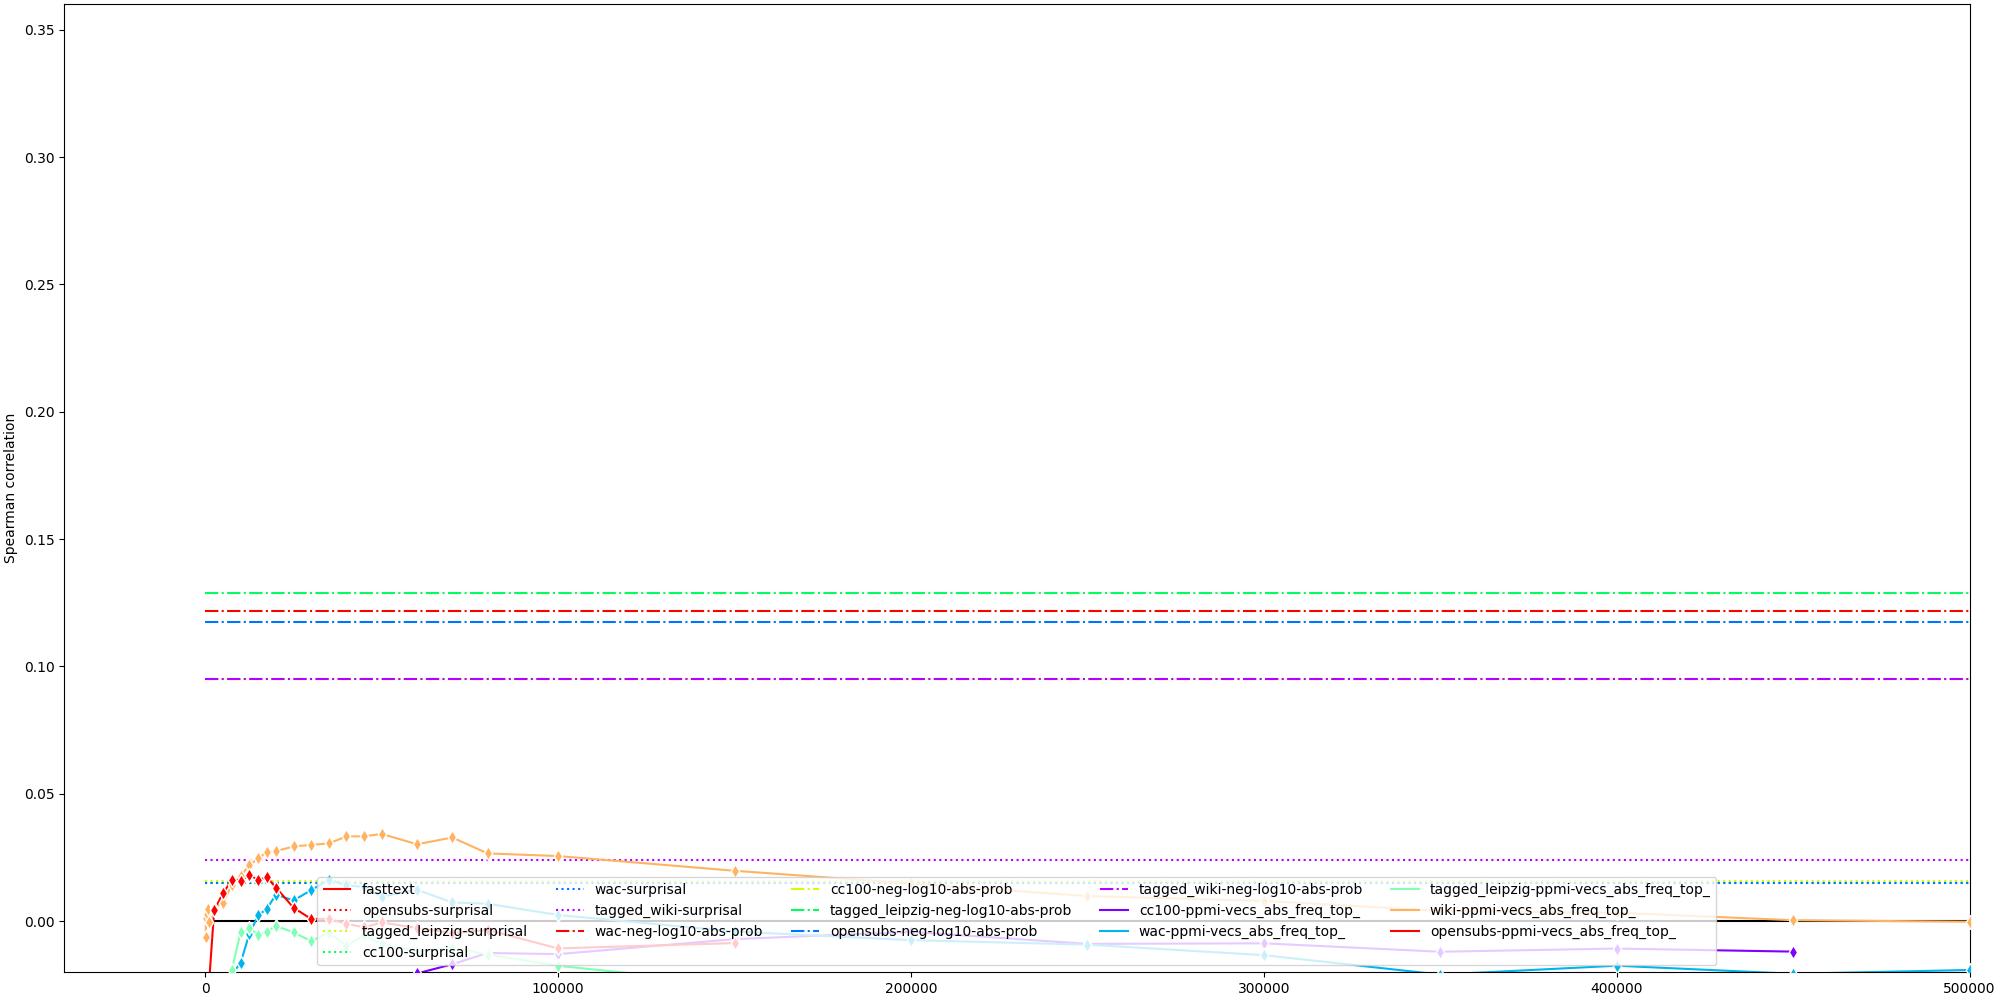 0.35
0.30
0.25
0.20
0.15
0.10
0.05
0.00
Spearman correlation
fasttext
opensubs-surprisal
tagged_leipzig-surprisal
cc100-surprisal
wac-surprisal
tagged_wiki-surprisal
wac-neg-log10-abs-prob
cc100-neg-log10-abs-prob
tagged_leipzig-neg-log10-abs-prob
opensubs-neg-log10-abs-prob
tagged_wiki-neg-log10-abs-prob
cc100-ppmi-vecs_abs_freq_top_
wac-ppmi-vecs_abs_freq_top_
tagged_leipzig-ppmi-vecs_abs_freq_top_
wiki-ppmi-vecs_abs_freq_top_
opensubs-ppmi-vecs_abs_freq_top_
0 100000 200000 300000 400000 500000